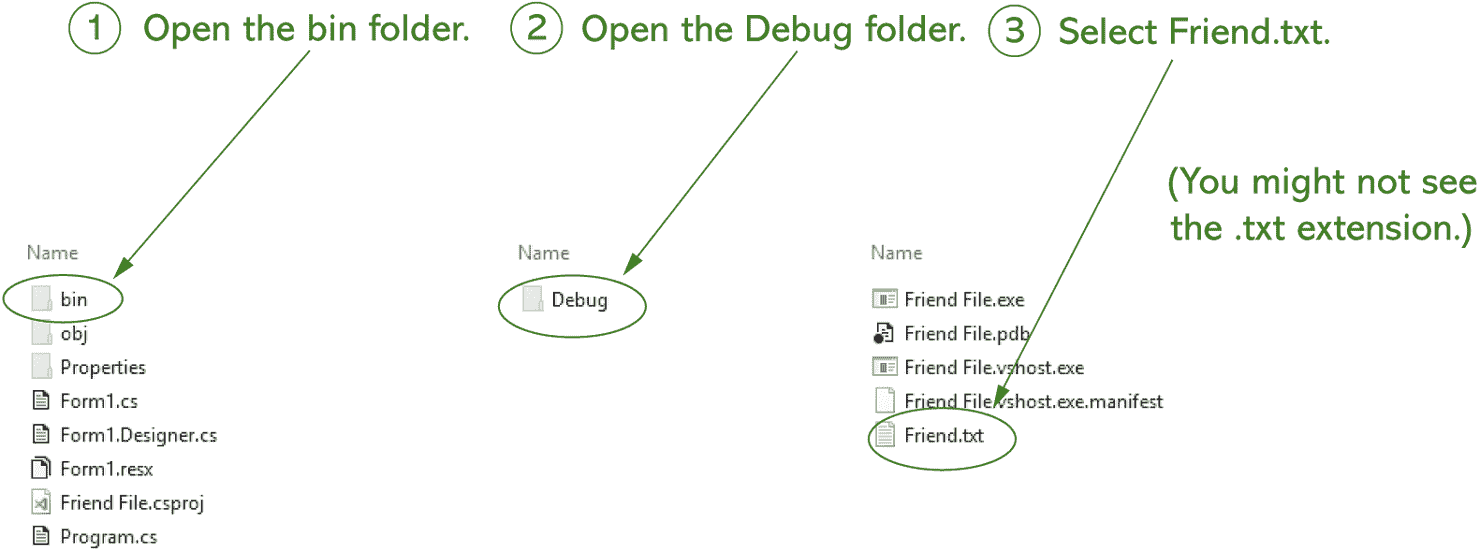 1 Open the bin folder.
2 Open the Debug folder.
3 Select Friend.txt.
(You might not see
the .txt extension.)
Name
bin
obj
Properties
Form1.cs
Form1.Designer.cs
Form1.resx
Friend File.csproj
Program.cs
Name
Debug
Name
Friend File.exe
Friend File.pdb
Friend File.vshost.exe
Friend File.vshost.exe.manifest
Friend.txt